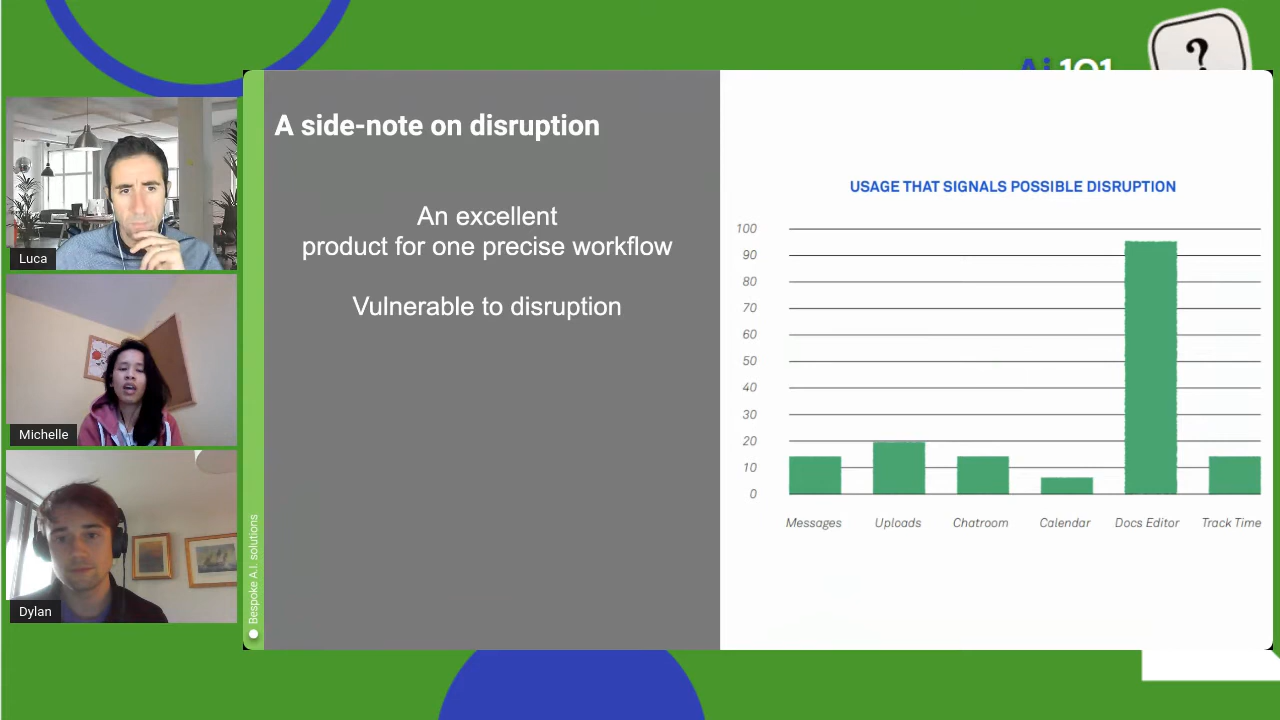 Ai 101
?
Luca
Michelle
Dylan
Bespoke A.I. solutions
A side-note on disruption
An excellent
product for one precise workflow
Vulnerable to disruption
USAGE THAT SIGNALS POSSIBLE DISRUPTION
100
90
80
70
60
50
40
30
20
10
0
Messages Uploads Chatroom Calendar Docs Editor Track Time